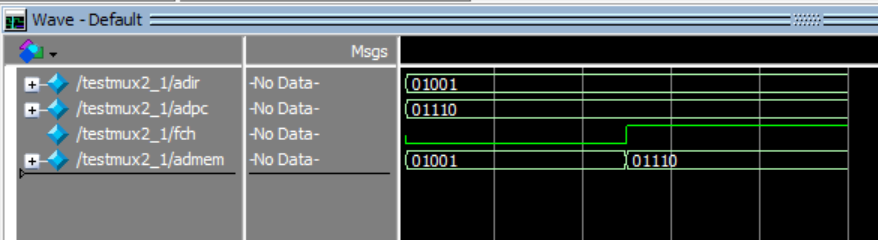 Wave - Default
Msgs
/testmux2_1/adir -No Data- 01001
/testmux2_1/adpc -No Data- 01110
/testmux2_1/fch -No Data-
/testmux2_1/admem -No Data- 01001 01110